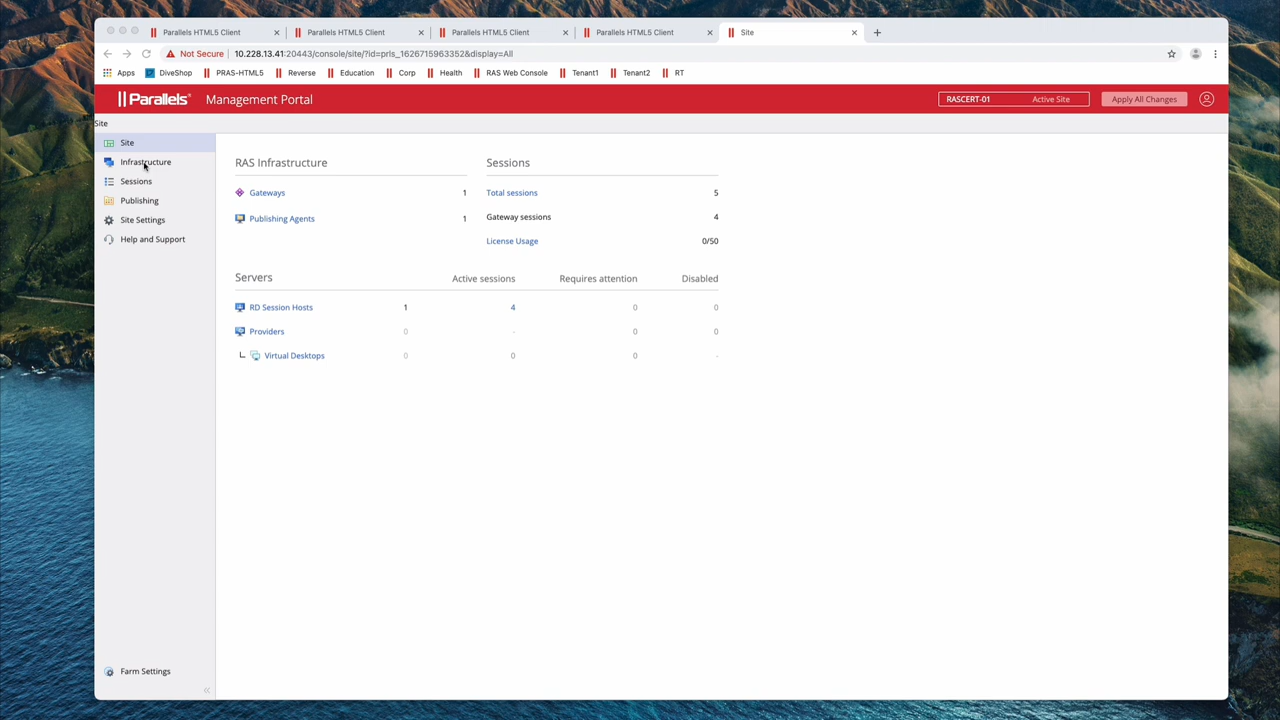 Parallels HTML5 Client
Parallels HTML5 Client
Parallels HTML5 Client
Parallels HTML5 Client
Site
Not Secure 10.228.13.41:20443/console/site/?id=prls_1626715963352&display=All
Apps DiveShop PRAS-HTML5 Reverse Education Corp Health RAS Web Console Tenant1 Tenant2 RT
Parallels® Management Portal RASCERT-01 Active Site Apply All Changes
Site
Site
Infrastructure
Sessions
Publishing
Site Settings
Help and Support
RAS Infrastructure
Gateways 1
Publishing Agents 1
Sessions
Total sessions 5
Gateway sessions 4
License Usage 0/50
Servers Active sessions Requires attention Disabled
RD Session Hosts 1 4 0 0
Providers 0 - 0 0
Virtual Desktops 0 0 0 -
Farm Settings